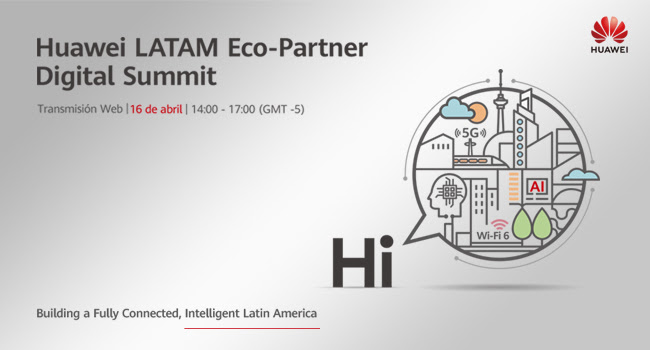 Huawei LATAM Eco-Partner
Digital Summit
HUAWEI
Transmisión Web | 16 de abril | 14:00 - 17:00 (GMT -5)
5G
AI
Wi-Fi 6
Hi
Building a Fully Connected, Intelligent Latin America